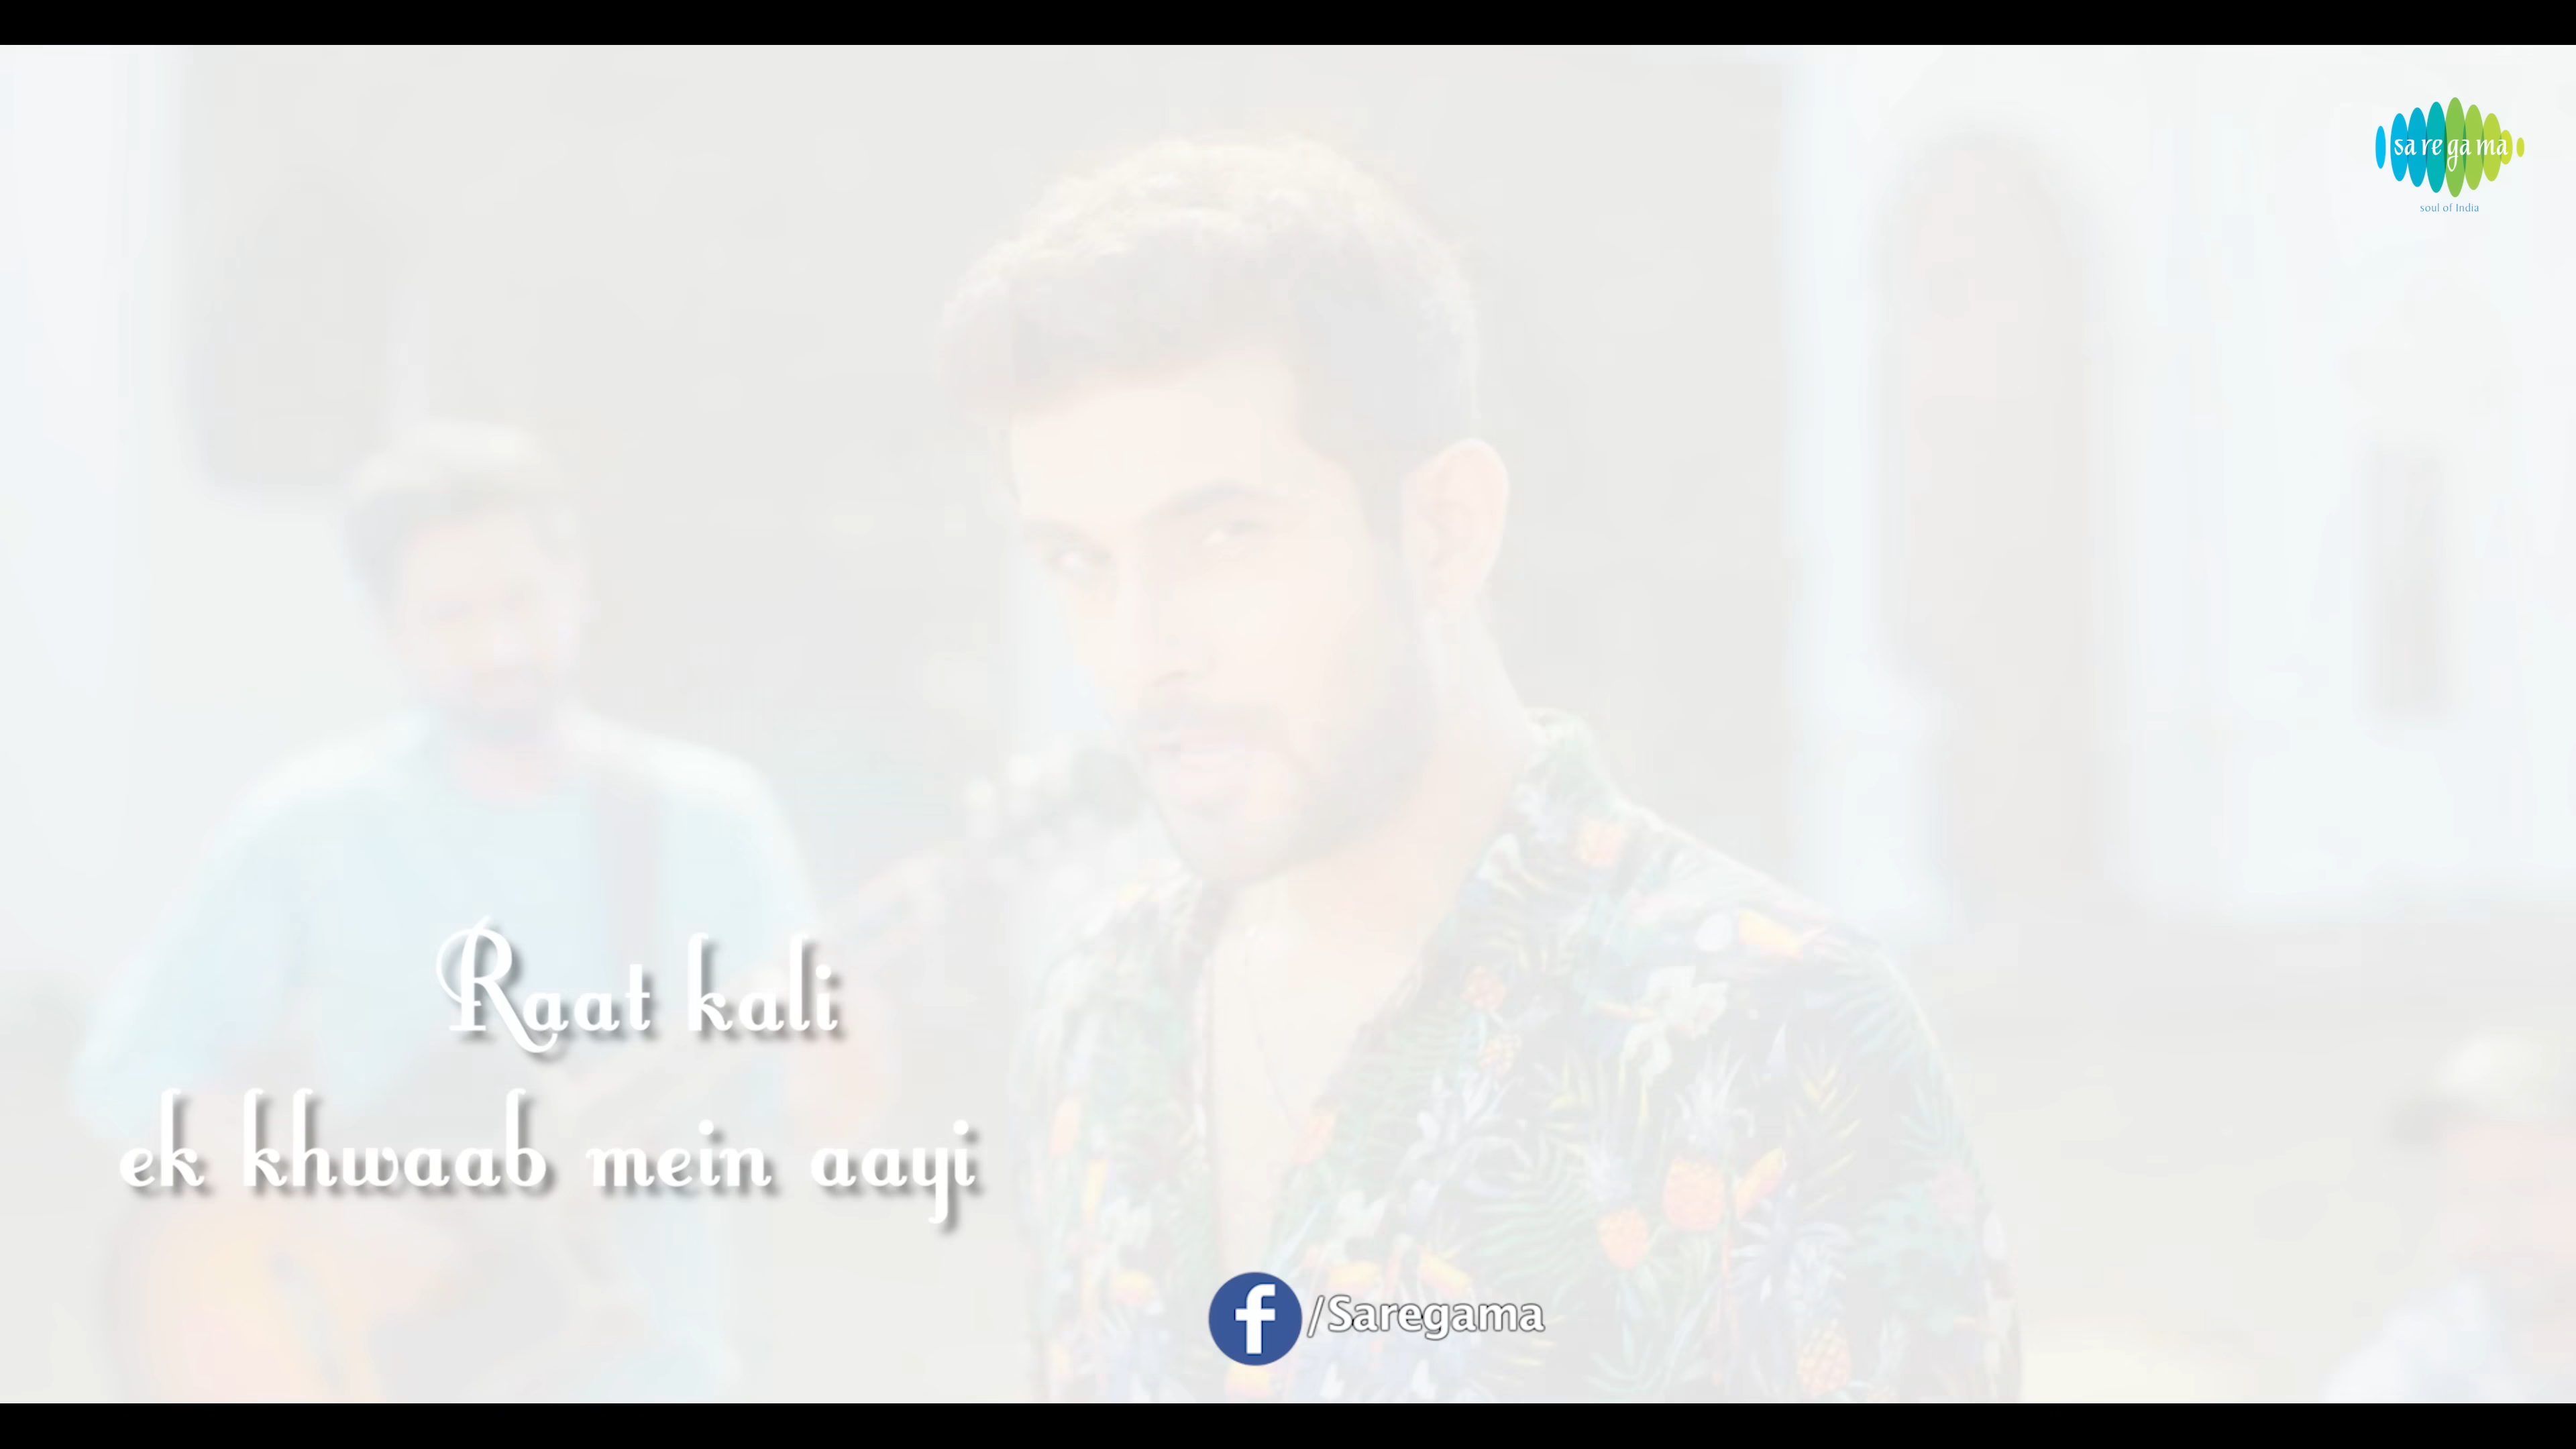 sa re ga ma
soul of India
Raat kali
ek khwaab mein aayi
f/Saregama